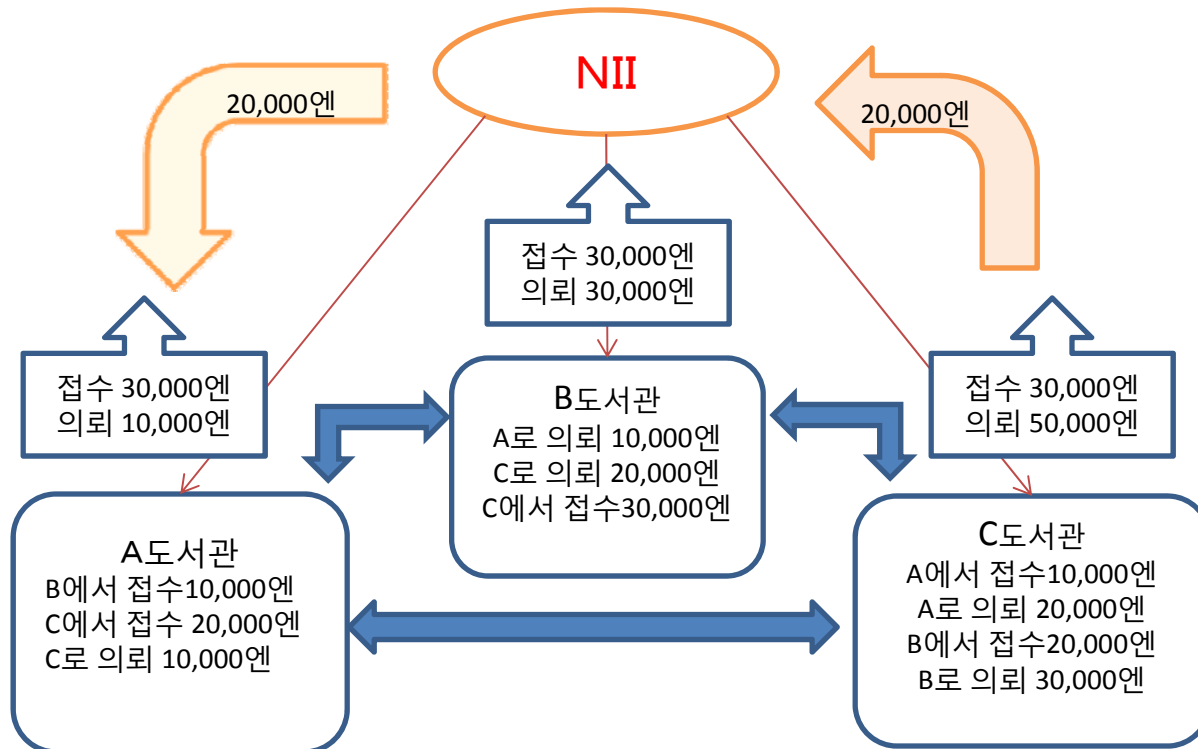 NII
20,000엔
20,000엔
접수 30,000엔
의뢰 30,000엔
접수 30,000엔
의뢰 10,000엔
접수 30,000엔
의뢰 50,000엔
B도서관
A로 의뢰 10,000엔
C로 의뢰 20,000엔
C에서 접수30,000엔
A도서관
B에서 접수10,000엔
C에서 접수 20,000엔
C로 의뢰 10,000엔
C도서관
A에서 접수10,000엔
A로 의뢰 20,000엔
B에서 접수20,000엔
B로 의뢰 30,000엔